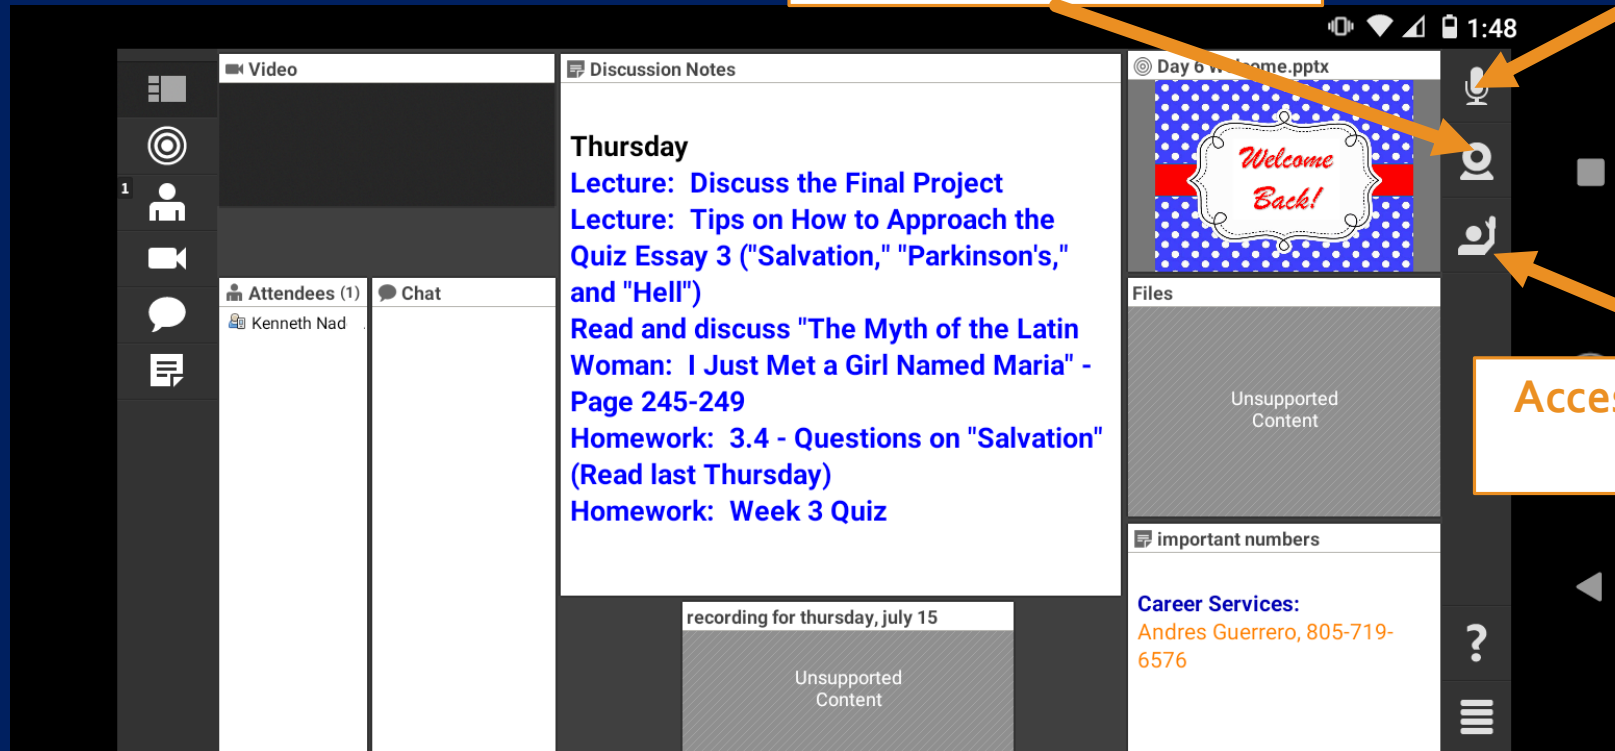 1:48
Video
Discussion Notes
Day 6 Welcome.pptx
Thursday
Lecture:  Discuss the Final Project
Lecture:  Tips on How to Approach the
Quiz Essay 3 ("Salvation," "Parkinson's,"
and "Hell")
Read and discuss "The Myth of the Latin
Woman:  I Just Met a Girl Named Maria" -
Page 245-249
Homework:  3.4 - Questions on "Salvation"
(Read last Thursday)
Homework:  Week 3 Quiz
Welcome
Back!
1
Attendees (1)
Chat
Kenneth Nad
Files
Unsupported
Content
recording for thursday, july 15
Unsupported
Content
important numbers
Career Services:
Andres Guerrero, 805-719-
6576
?